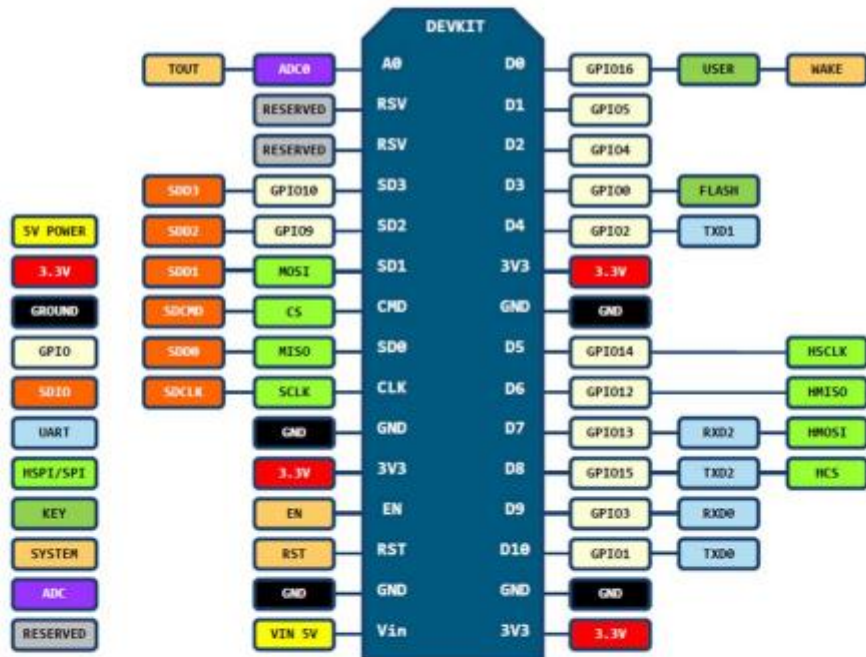 DEVKIT
TOUT ADC0 A0 D0 GPIO16 USER WAKE
RESERVED RSV D1 GPIO5
RESERVED RSV D2 GPIO4
SDD3 GPIO10 SD3 D3 GPIO0 FLASH
5V POWER SDD2 GPIO9 SD2 D4 GPIO2 TXD1
3.3V SDD1 MOSI SD1 3V3 3.3V
GROUND SDCMD CS CMD GND GND
GPIO SDD0 MISO SD0 D5 GPIO14 HSCLK
SDIO SDCLK SCLK CLK D6 GPIO12 HMISO
UART GND GND D7 GPIO13 RXD2 HMOSI
HSPI/SPI 3.3V 3V3 D8 GPIO15 TXD2 HCS
KEY EN EN D9 GPIO3 RXD0
SYSTEM RST RST D10 GPIO1 TXD0
ADC GND GND GND GND
RESERVED VIN 5V Vin 3V3 3.3V